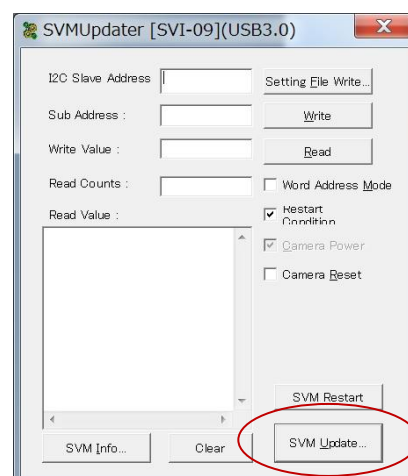 SVMUpdater [SVI-09](USB3.0)
I2C Slave Address
Setting File Write...
Sub Address :
Write
Write Value :
Read
Read Counts :
Word Address Mode
Read Value :
Restart
Condition
Camera Power
Camera Reset
SVM Restart
SVM Info...
Clear
SVM Update...